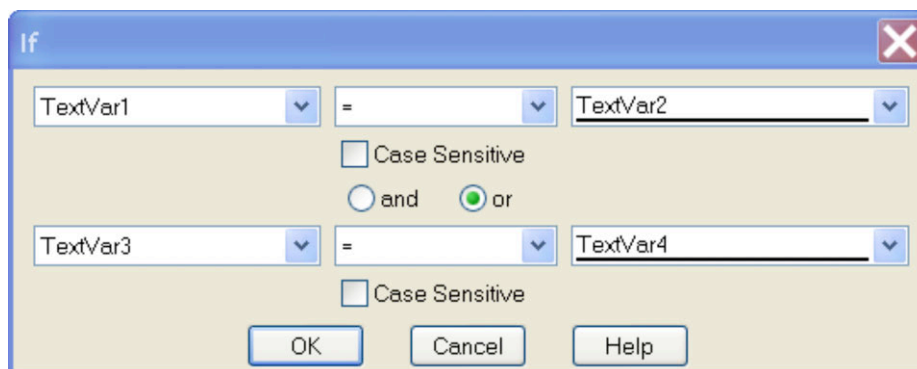 If
TextVar1 = TextVar2
Case Sensitive
and or
TextVar3 = TextVar4
Case Sensitive
OK Cancel Help